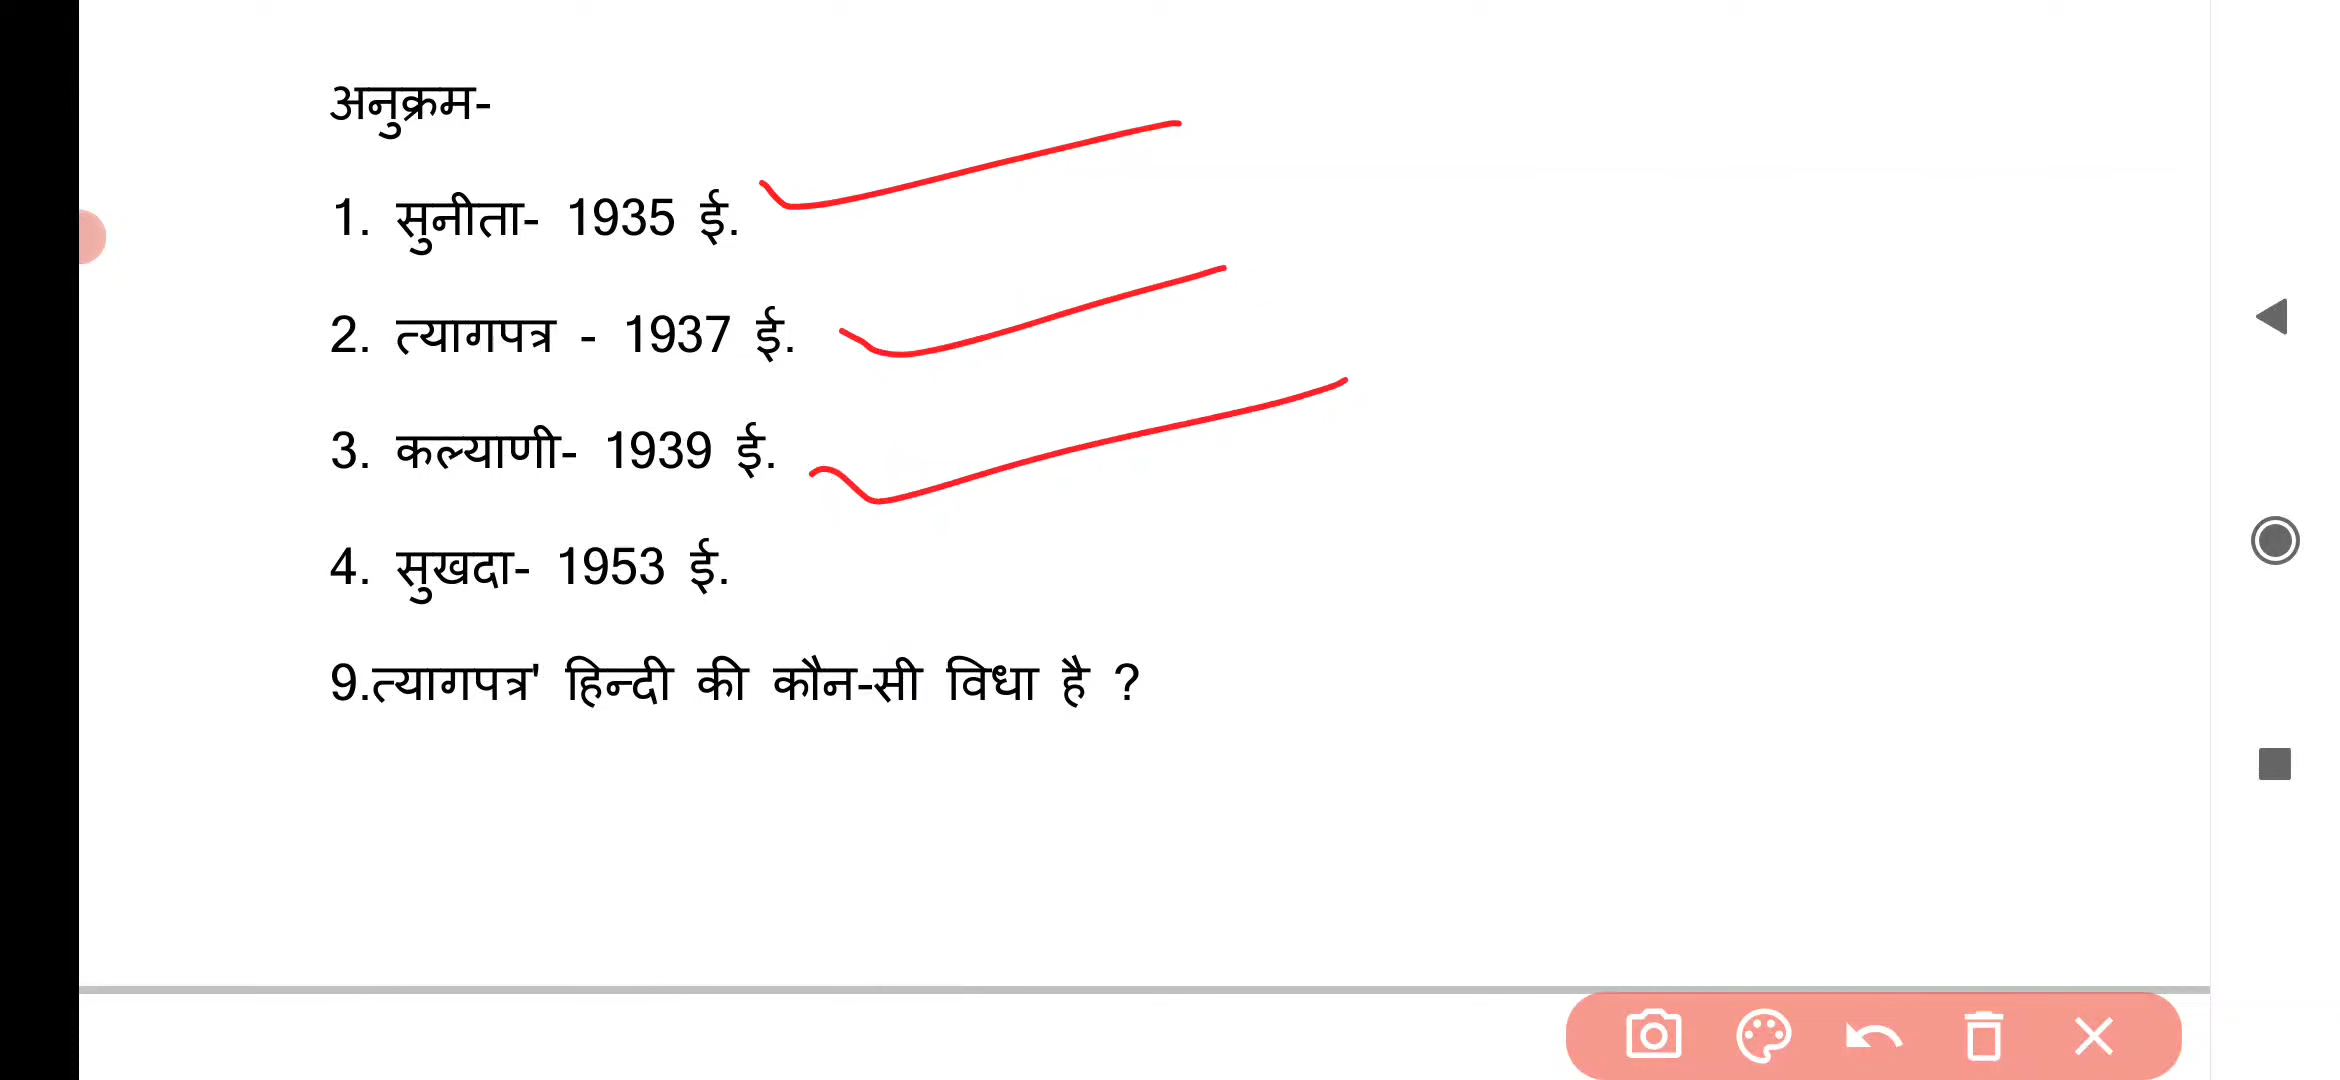 अनुक्रम-
1. सुनीता- 1935 ई.
2. त्यागपत्र - 1937 ई.
3. कल्याणी- 1939 ई.
4. सुखदा- 1953 ई.
9.त्यागपत्र' हिन्दी की कौन-सी विधा है ?